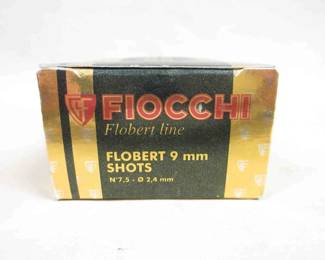 FIOCCHI
Flobert line
FLOBERT 9 mm
SHOTS
N°7,5 - Ø 2,4 mm